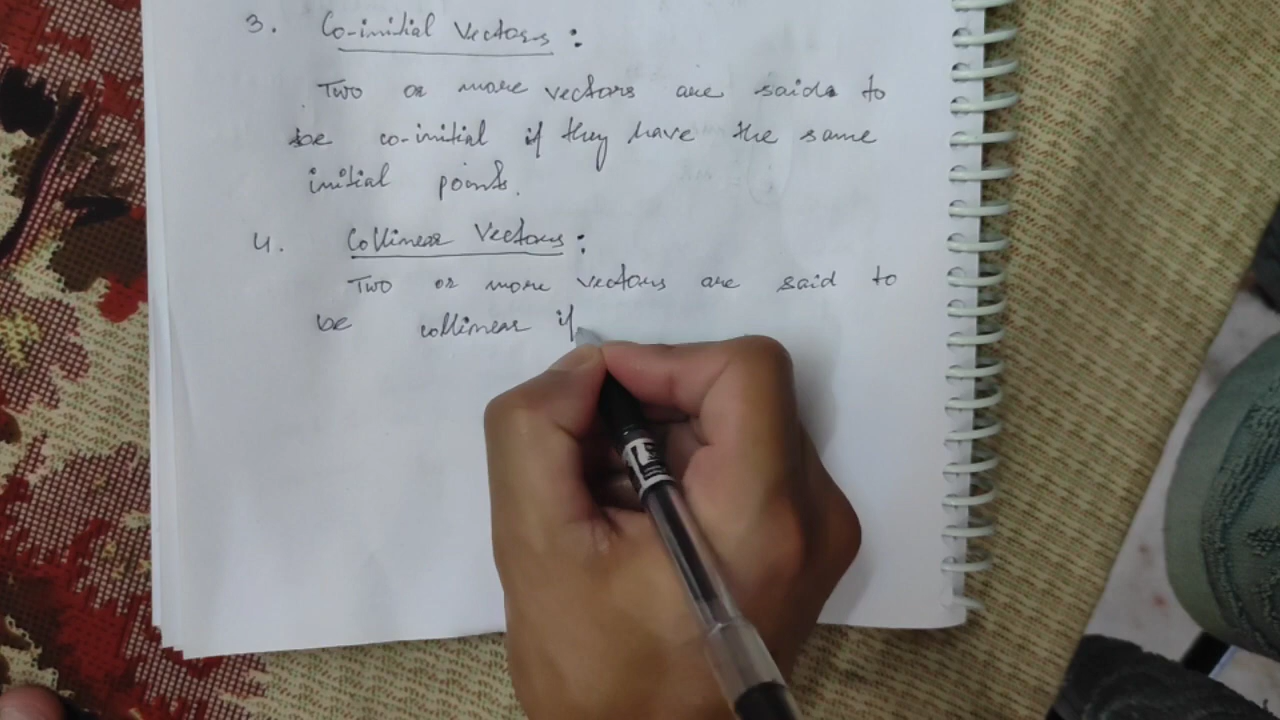 3. Co-initial Vectors :
Two or more vectors are said to
be co-initial if they have the same
initial points.
4. Collinear Vectors :
Two or more vectors are said to
be collinear if